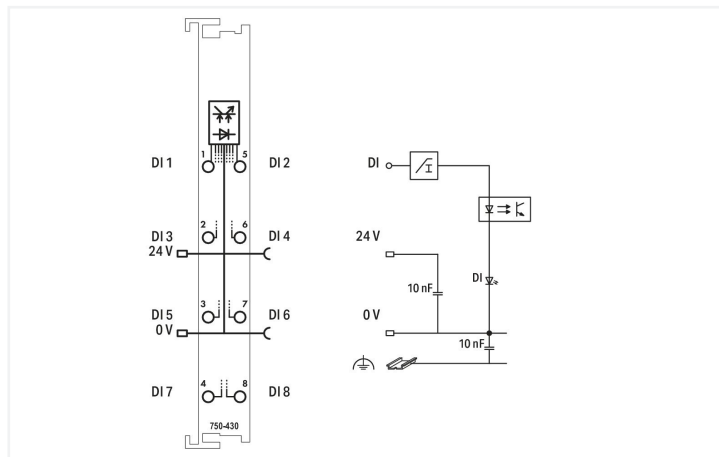 1 5
DI 1 DI 2
2 6
DI 3 DI 4
24 V
3 7
DI 5 DI 6
0 V
4 8
DI 7 DI 8
750-430
DI
I
24 V
DI
10 nF
0 V
10 nF